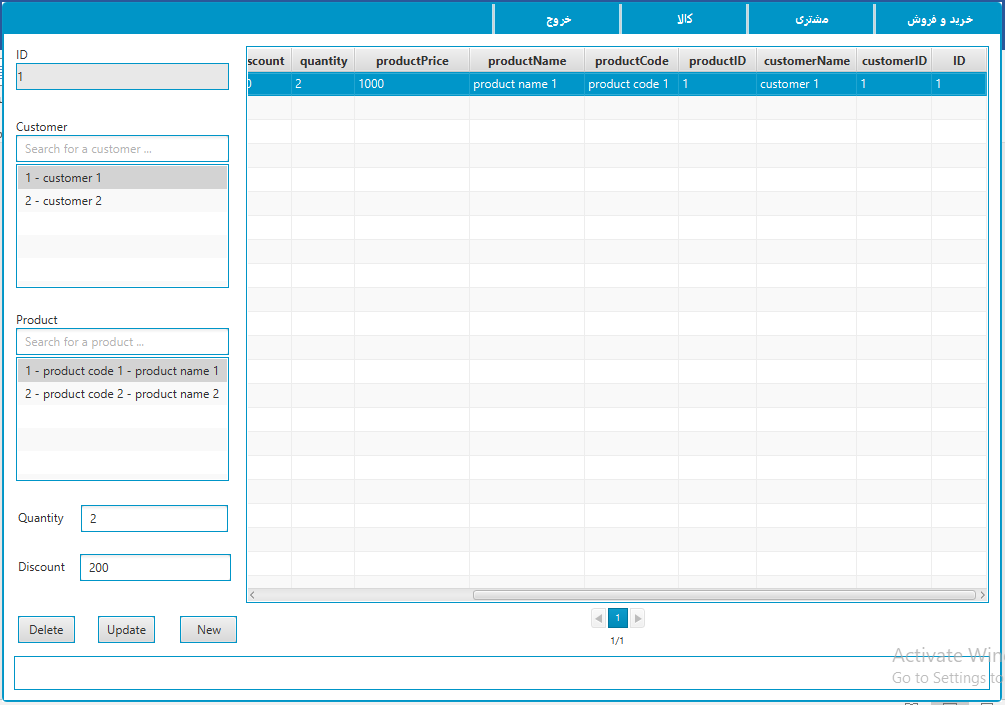 خرید و فروش
مشتری
کالا
خروج
ID
1
Customer
Search for a customer ...
1 - customer 1
2 - customer 2
Product
Search for a product ...
1 - product code 1 - product name 1
2 - product code 2 - product name 2
Quantity 2
Discount 200
Delete Update New
scount quantity productPrice productName productCode productID customerName customerID ID
2 1000 product name 1 product code 1 1 customer 1 1 1
1
1/1
Activate Win
Go to Settings to